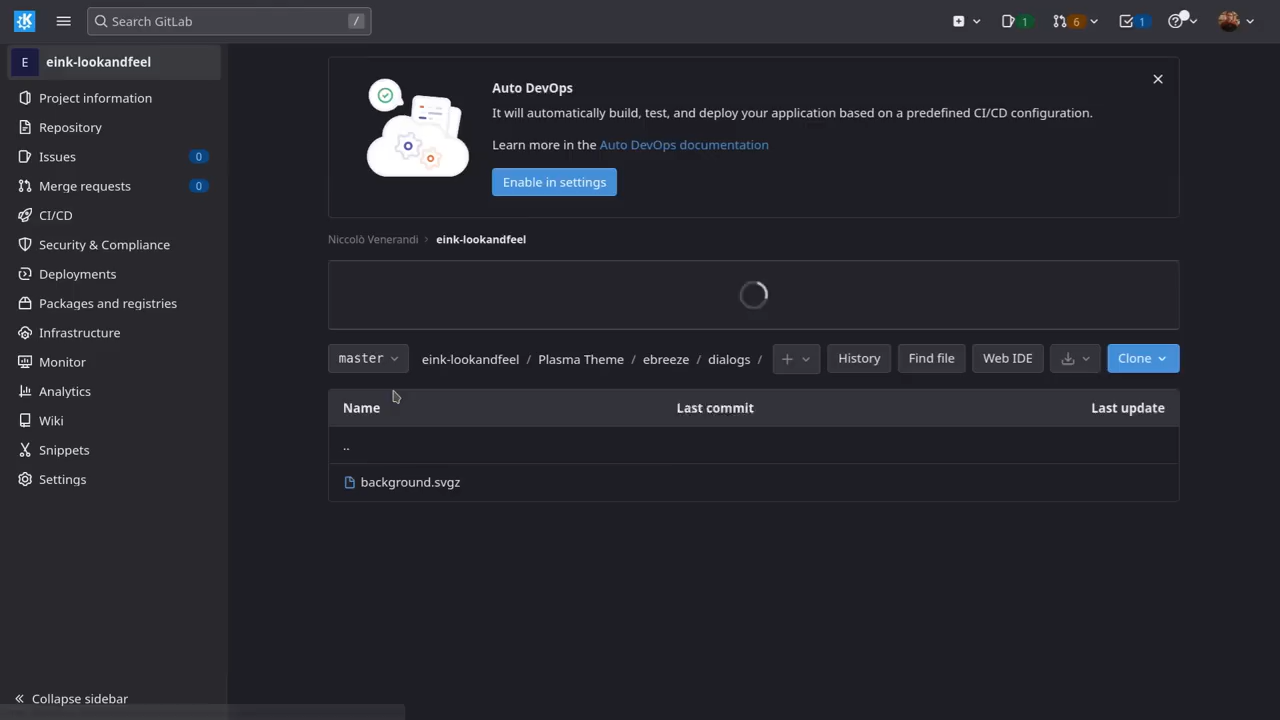 Search GitLab /
1
6
1
E eink-lookandfeel
Project information
Repository
Issues 0
Merge requests 0
CI/CD
Security & Compliance
Deployments
Packages and registries
Infrastructure
Monitor
Analytics
Wiki
Snippets
Settings
Collapse sidebar
Auto DevOps
It will automatically build, test, and deploy your application based on a predefined CI/CD configuration.
Learn more in the Auto DevOps documentation
Enable in settings
Niccolò Venerandi › eink-lookandfeel
master eink-lookandfeel / Plasma Theme / ebreeze / dialogs / + History Find file Web IDE Clone
Name Last commit Last update
..
background.svgz